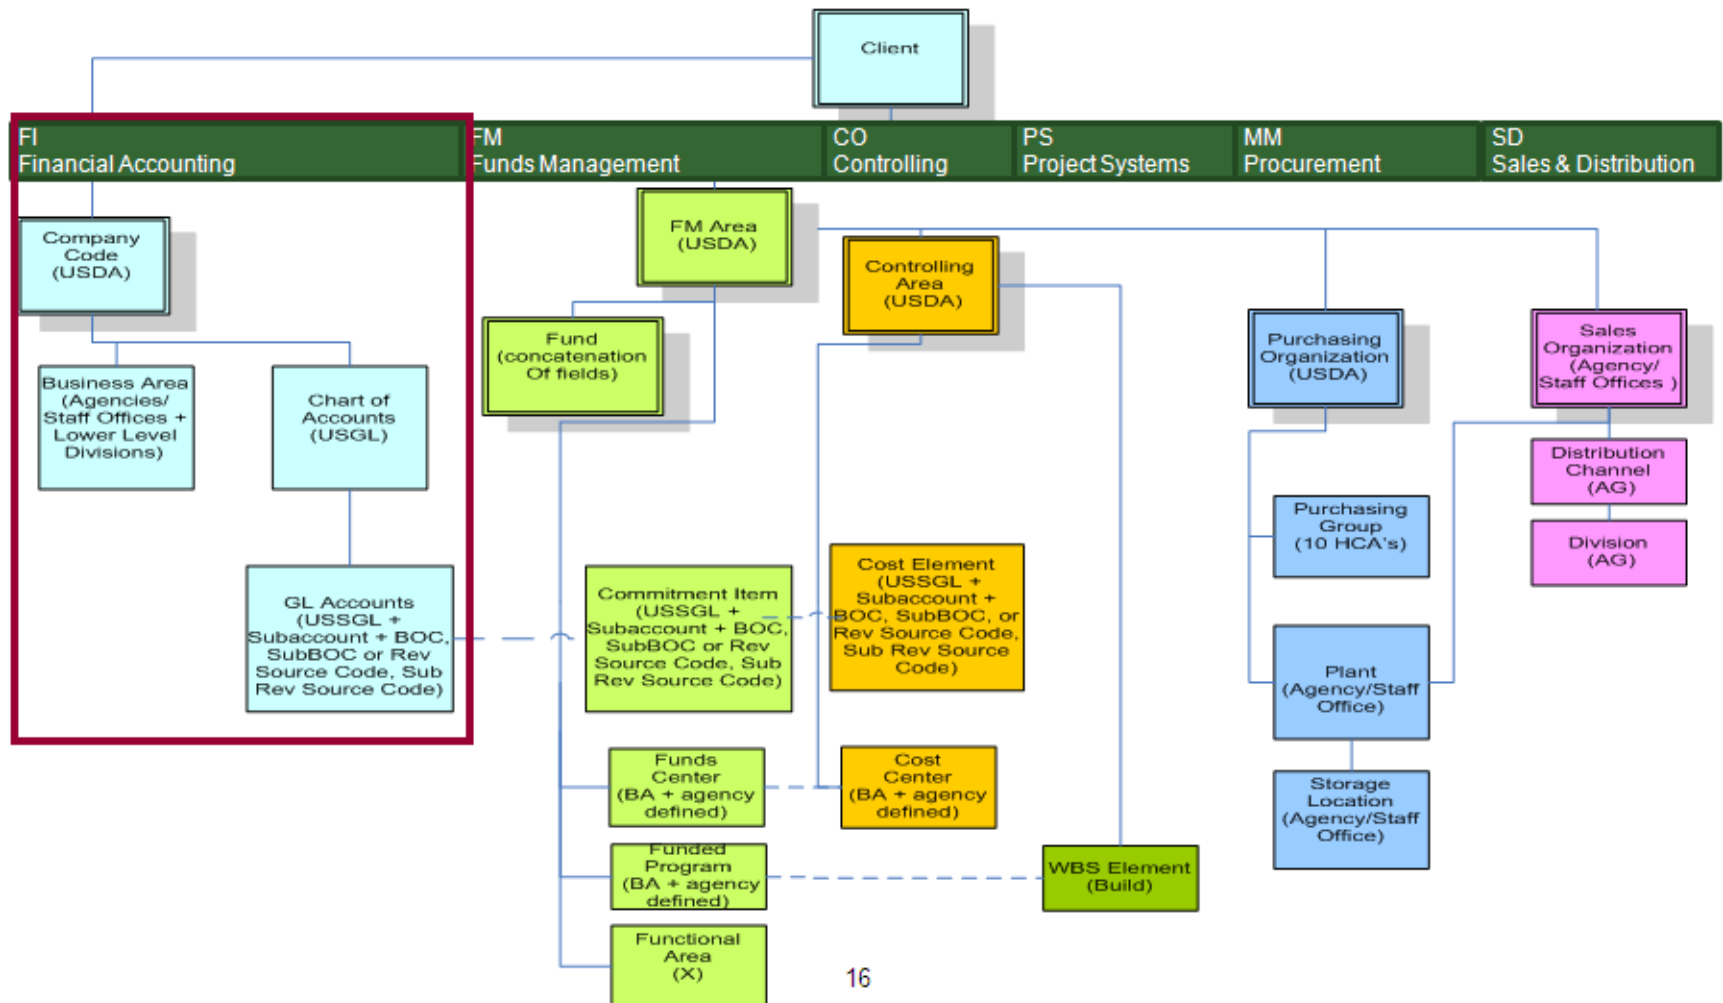 Client
FI
Financial Accounting
FM
Funds Management
CO
Controlling
PS
Project Systems
MM
Procurement
SD
Sales & Distribution
Company
Code
(USDA)
Business Area
(Agencies/
Staff Offices +
Lower Level
Divisions)
Chart of
Accounts
(USGL)
GL Accounts
(USSGL +
Subaccount + BOC,
SubBOC or Rev
Source Code, Sub
Rev Source Code)
FM Area
(USDA)
Fund
(concatenation
Of fields)
Commitment Item
(USSGL +
Subaccount + BOC,
SubBOC or Rev
Source Code, Sub
Rev Source Code)
Funds
Center
(BA + agency
defined)
Funded
Program
(BA + agency
defined)
Functional
Area
(X)
Controlling
Area
(USDA)
Cost Element
(USSGL +
Subaccount +
BOC, SubBOC, or
Rev Source Code,
Sub Rev Source
Code)
Cost
Center
(BA + agency
defined)
WBS Element
(Build)
Purchasing
Organization
(USDA)
Purchasing
Group
(10 HCA's)
Plant
(Agency/Staff
Office)
Storage
Location
(Agency/Staff
Office)
Sales
Organization
(Agency/
Staff Offices )
Distribution
Channel
(AG)
Division
(AG)
16